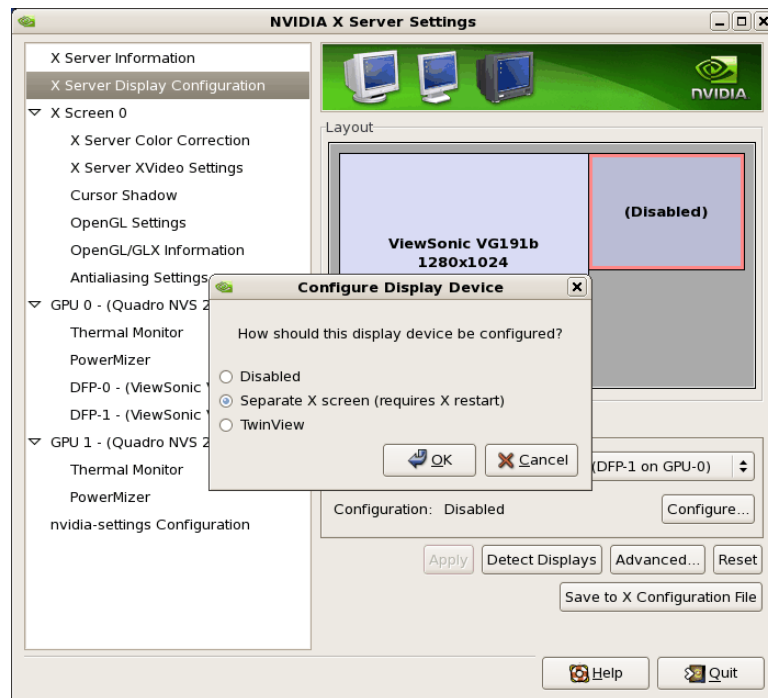 NVIDIA X Server Settings
X Server Information
X Server Display Configuration
X Screen 0
X Server Color Correction
X Server XVideo Settings
Cursor Shadow
OpenGL Settings
OpenGL/GLX Information
Antialiasing Settings
GPU 0 - (Quadro NVS 2
Thermal Monitor
PowerMizer
DFP-0 - (ViewSonic
DFP-1 - (ViewSonic
GPU 1 - (Quadro NVS 2
Thermal Monitor
PowerMizer
nvidia-settings Configuration
NVIDIA
Layout
ViewSonic VG191b
1280x1024
(Disabled)
Configure Display Device
How should this display device be configured?
Disabled
Separate X screen (requires X restart)
TwinView
OK
Cancel
(DFP-1 on GPU-0)
Configuration: Disabled
Configure...
Apply
Detect Displays
Advanced...
Reset
Save to X Configuration File
Help
Quit